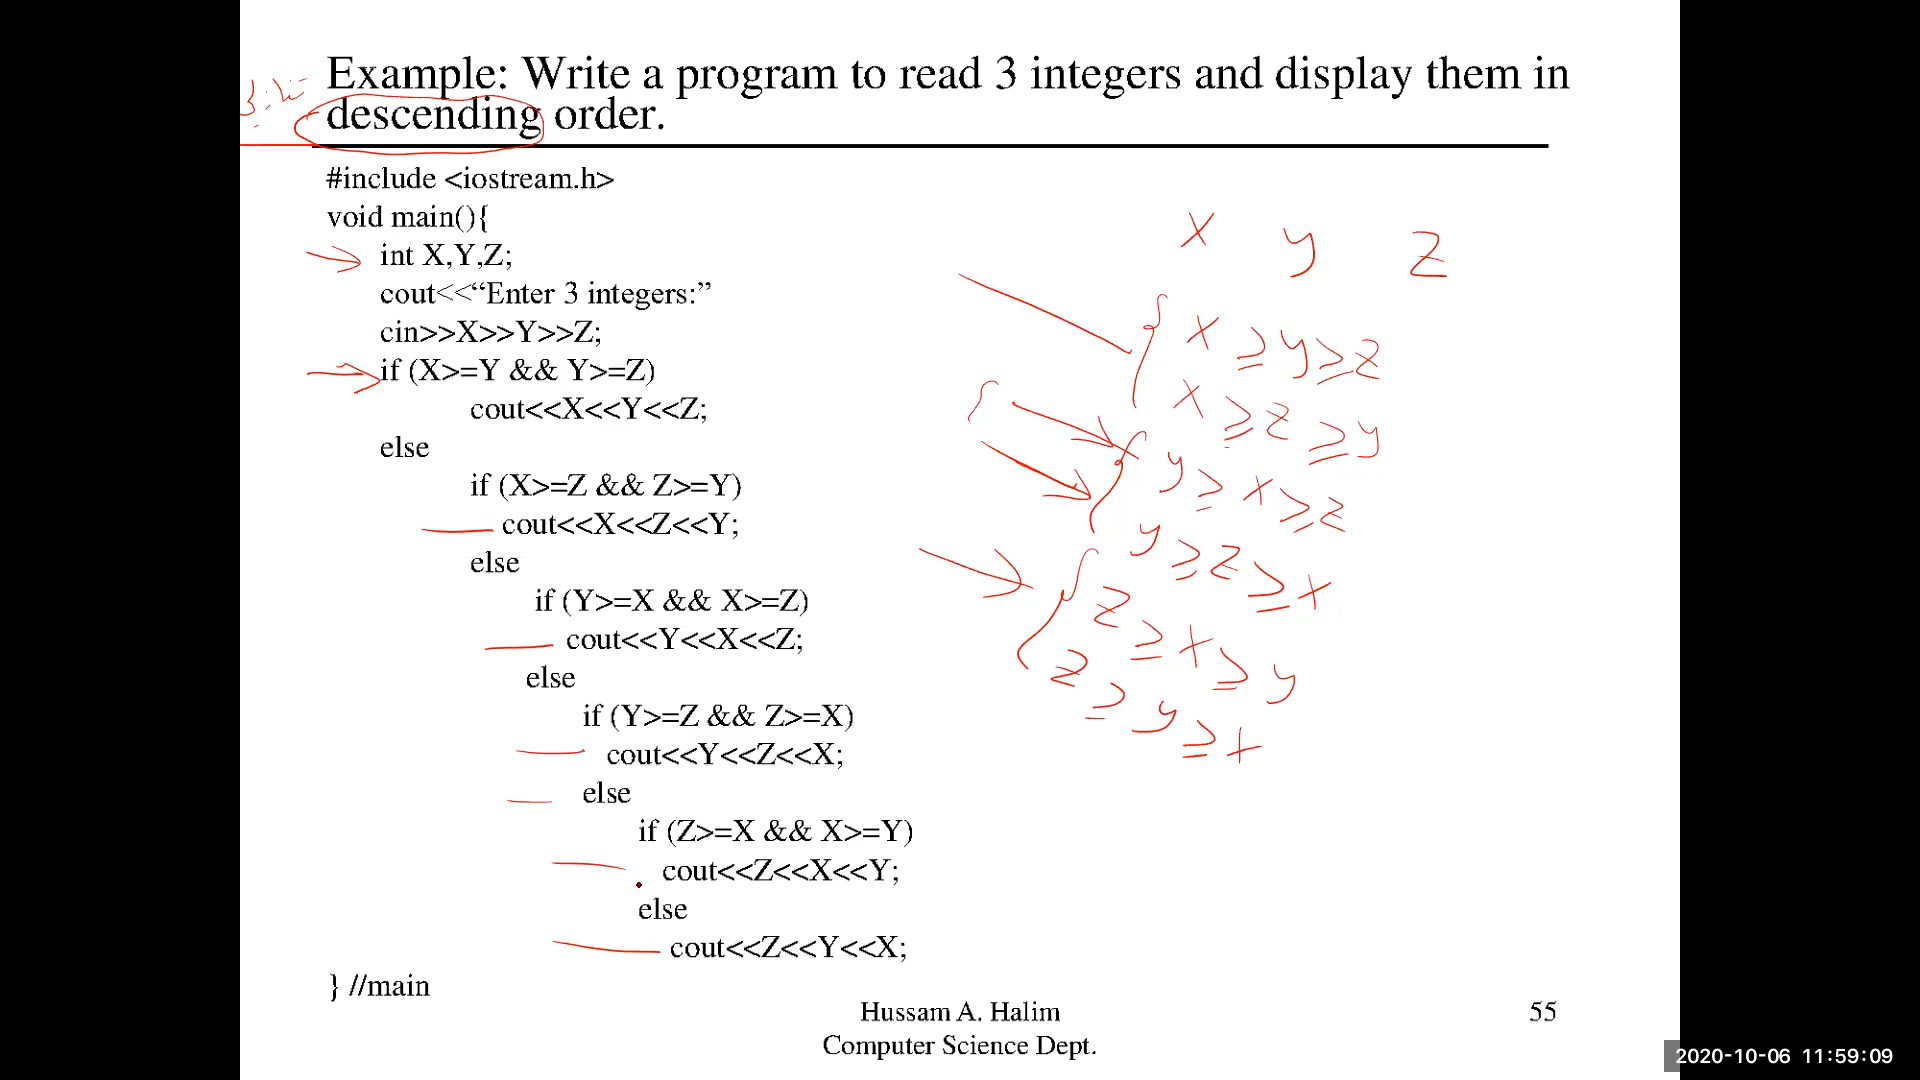 Example: Write a program to read 3 integers and display them in
descending order.
#include <iostream.h>
void main(){
int X,Y,Z;
cout<<“Enter 3 integers:”
cin>>X>>Y>>Z;
if (X>=Y && Y>=Z)
cout<<X<<Y<<Z;
else
if (X>=Z && Z>=Y)
cout<<X<<Z<<Y;
else
if (Y>=X && X>=Z)
cout<<Y<<X<<Z;
else
if (Y>=Z && Z>=X)
cout<<Y<<Z<<X;
else
if (Z>=X && X>=Y)
cout<<Z<<X<<Y;
else
cout<<Z<<Y<<X;
} //main
x y z
x ≥ y ≥ z
x ≥ z ≥ y
y ≥ x ≥ z
y ≥ z ≥ x
z ≥ x ≥ y
z ≥ y ≥ x
Hussam A. Halim
Computer Science Dept.
55
2020-10-06 11:59:09